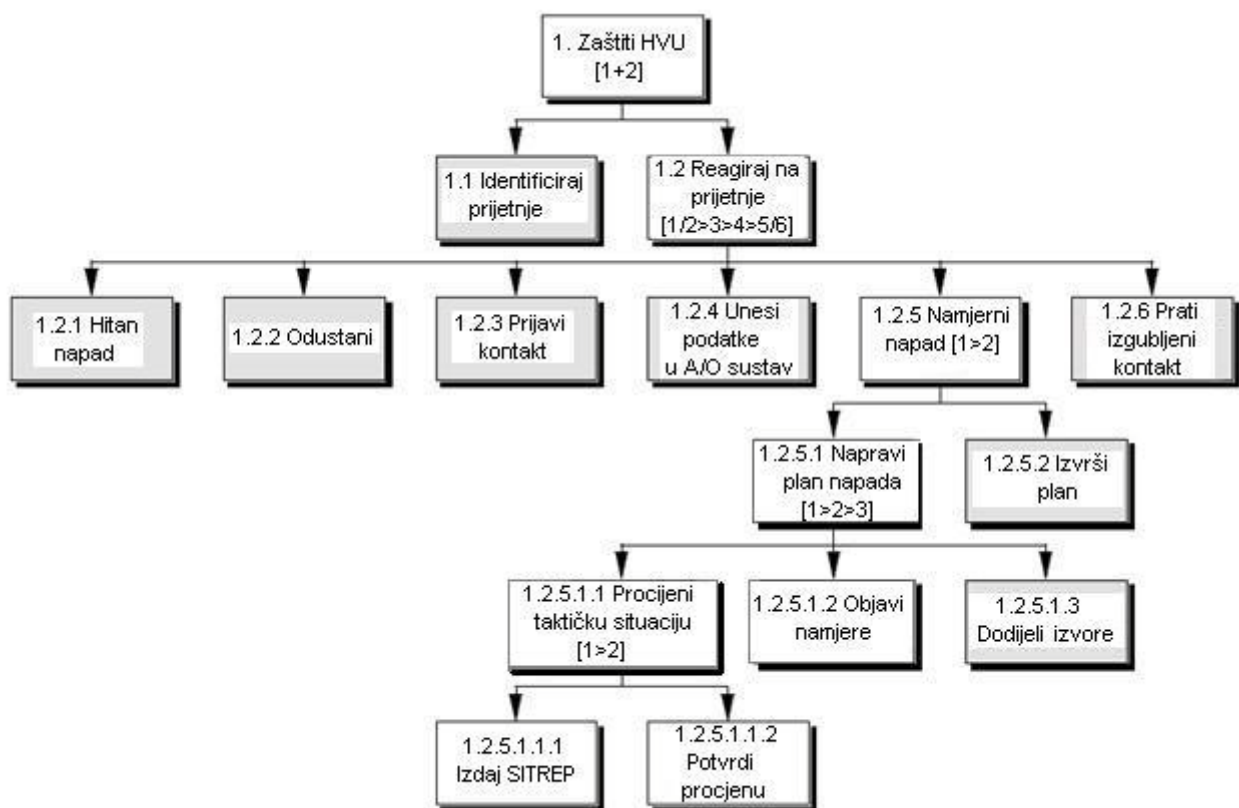 1. Zaštiti HVU
[1+2]
1.1 Identificiraj
prijetnje
1.2 Reagiraj na
prijetnje
[1/2>3>4>5/6]
1.2.1 Hitan
napad
1.2.2 Odustani
1.2.3 Prijavi
kontakt
1.2.4 Unesi
podatke
u A/O sustav
1.2.5 Namjerni
napad [1>2]
1.2.6 Prati
izgubljeni
kontakt
1.2.5.1 Napravi
plan napada
[1>2>3]
1.2.5.2 Izvrši
plan
1.2.5.1.1 Procijeni
taktičku situaciju
[1>2]
1.2.5.1.2 Objavi
namjere
1.2.5.1.3
Dodijeli izvore
1.2.5.1.1.1
Izdaj SITREP
1.2.5.1.1.2
Potvrdi
procjenu